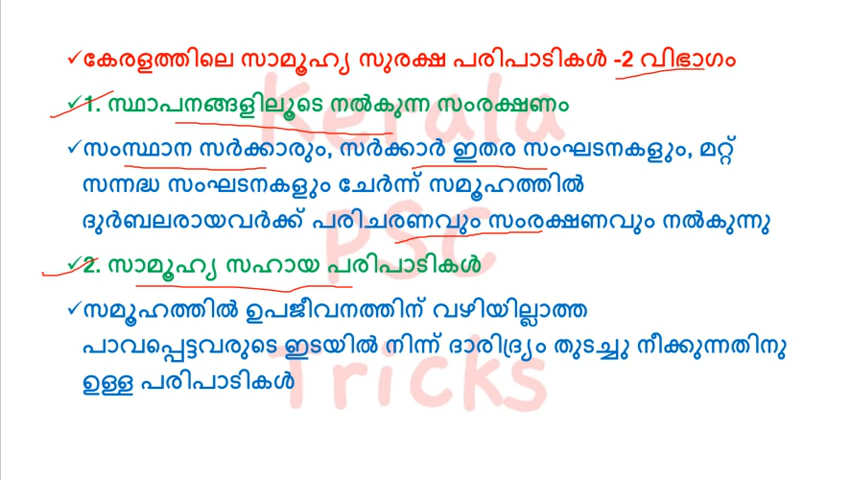 ✓കേരളത്തിലെ സാമൂഹ്യ സുരക്ഷ പരിപാടികൾ -2 വിഭാഗം
✓1. സ്ഥാപനങ്ങളിലൂടെ നൽകുന്ന സംരക്ഷണം
✓സംസ്ഥാന സർക്കാരും, സർക്കാർ ഇതര സംഘടനകളും, മറ്റ്
സന്നദ്ധ സംഘടനകളും ചേർന്ന് സമൂഹത്തിൽ
ദുർബലരായവർക്ക് പരിചരണവും സംരക്ഷണവും നൽകുന്നു
✓2. സാമൂഹ്യ സഹായ പരിപാടികൾ
✓സമൂഹത്തിൽ ഉപജീവനത്തിന് വഴിയില്ലാത്ത
പാവപ്പെട്ടവരുടെ ഇടയിൽ നിന്ന് ദാരിദ്ര്യം തുടച്ചു നീക്കുന്നതിനു
ഉള്ള പരിപാടികൾ
Kerala
PSC
Tricks